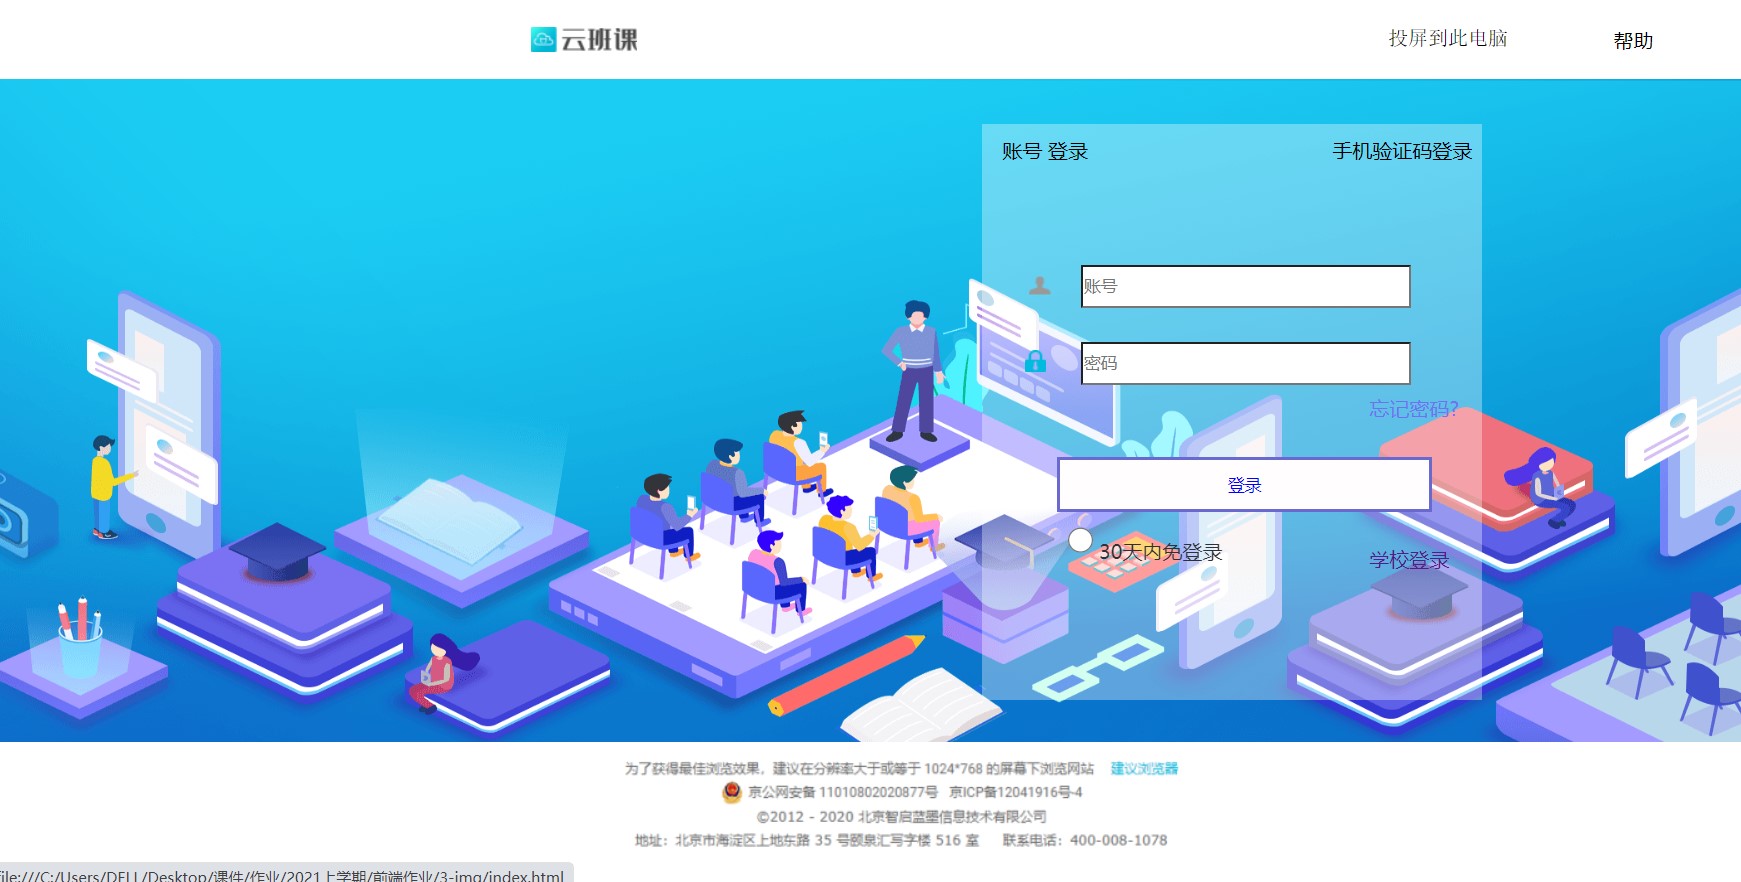 云班课
投屏到此电脑
帮助
账号 登录
手机验证码登录
账号
密码
忘记密码?
登录
30天内免登录
学校登录
为了获得最佳浏览效果，建议在分辨率大于或等于 1024*768 的屏幕下浏览网站 建议浏览器
京公网安备 11010802020877号 京ICP备12041916号-4
©2012 - 2020 北京智启蓝墨信息技术有限公司
地址：北京市海淀区上地东路 35 号颐泉汇写字楼 516 室 联系电话：400-008-1078
file:///C:/Users/DELL/Desktop/课件/作业/2021上学期/前端作业/3-img/index.html